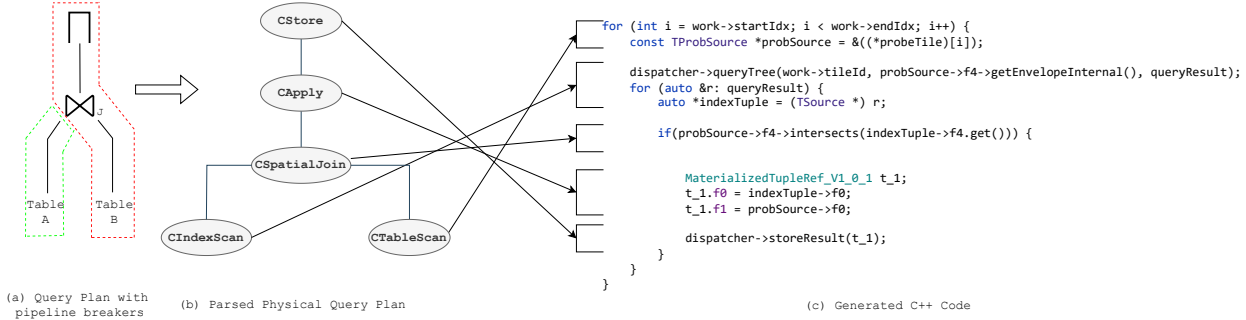 J
Table
A
Table
B
(a) Query Plan with
pipeline breakers
CStore
CApply
CSpatialJoin
CIndexScan
CTableScan
(b) Parsed Physical Query Plan
for (int i = work->startIdx; i < work->endIdx; i++) {
const TProbSource *probSource = &((*probeTile)[i]);
dispatcher->queryTree(work->tileId, probSource->f4->getEnvelopeInternal(), queryResult);
for (auto &r: queryResult) {
auto *indexTuple = (TSource *) r;
if(probSource->f4->intersects(indexTuple->f4.get())) {
MaterializedTupleRef_V1_0_1 t_1;
t_1.f0 = indexTuple->f0;
t_1.f1 = probSource->f0;
dispatcher->storeResult(t_1);
}
}
}
(c) Generated C++ Code